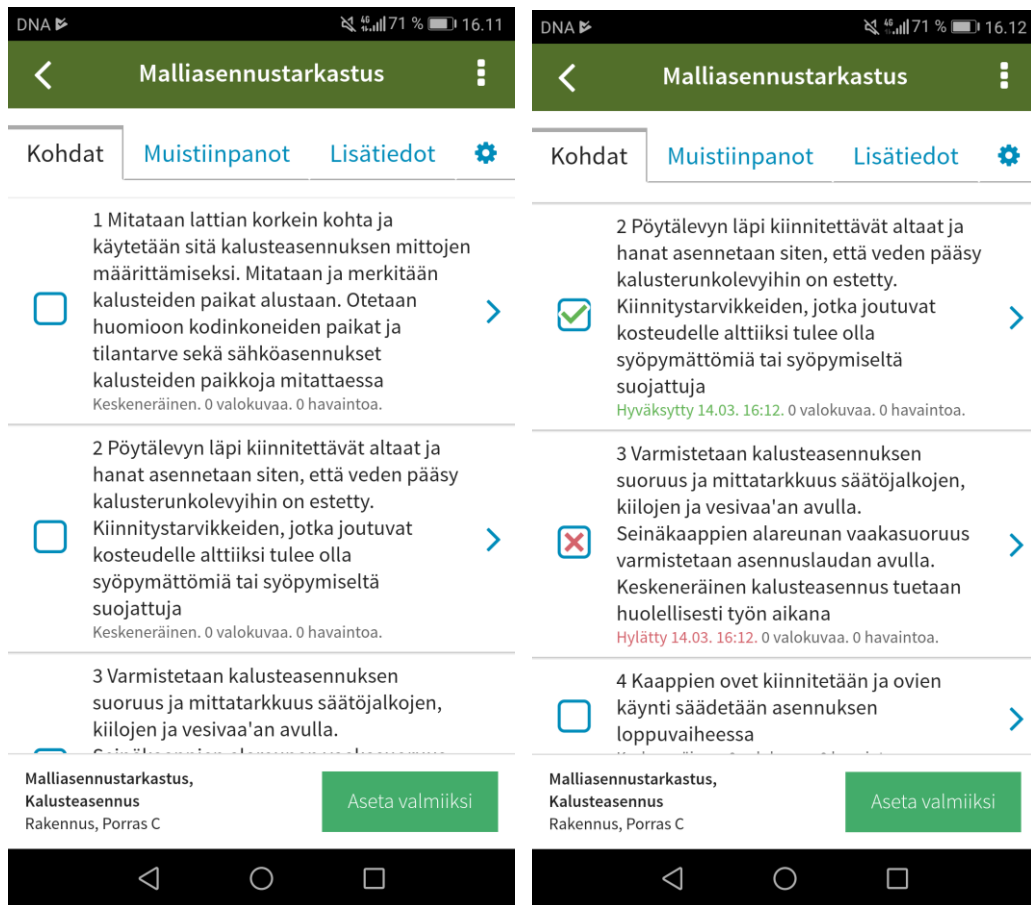 DNA
46 71 % 16.11
Malliasennustarkastus
Kohdat Muistiinpanot Lisätiedot
1 Mitataan lattian korkein kohta ja
käytetään sitä kalusteasennuksen mittojen
määrittämiseksi. Mitataan ja merkitään
kalusteiden paikat alustaan. Otetaan
huomioon kodinkoneiden paikat ja
tilantarve sekä sähköasennukset
kalusteiden paikkoja mitattaessa
Keskeneräinen. 0 valokuvaa. 0 havaintoa.
2 Pöytälevyn läpi kiinnitettävät altaat ja
hanat asennetaan siten, että veden pääsy
kalusterunkolevyihin on estetty.
Kiinnitystarvikkeiden, jotka joutuvat
kosteudelle alttiiksi tulee olla
syöpymättömiä tai syöpymiseltä
suojattuja
Keskeneräinen. 0 valokuvaa. 0 havaintoa.
3 Varmistetaan kalusteasennuksen
suoruus ja mittatarkkuus säätöjalkojen,
kiilojen ja vesivaa'an avulla.
Malliasennustarkastus,
Kalusteasennus
Rakennus, Porras C
Aseta valmiiksi
DNA
46 71 % 16.12
Malliasennustarkastus
Kohdat Muistiinpanot Lisätiedot
2 Pöytälevyn läpi kiinnitettävät altaat ja
hanat asennetaan siten, että veden pääsy
kalusterunkolevyihin on estetty.
Kiinnitystarvikkeiden, jotka joutuvat
kosteudelle alttiiksi tulee olla
syöpymättömiä tai syöpymiseltä
suojattuja
Hyväksytty 14.03. 16:12. 0 valokuvaa. 0 havaintoa.
3 Varmistetaan kalusteasennuksen
suoruus ja mittatarkkuus säätöjalkojen,
kiilojen ja vesivaa'an avulla.
Seinäkaappien alareunan vaakasuoruus
varmistetaan asennuslaudan avulla.
Keskeneräinen kalusteasennus tuetaan
huolellisesti työn aikana
Hylätty 14.03. 16:12. 0 valokuvaa. 0 havaintoa.
4 Kaappien ovet kiinnitetään ja ovien
käynti säädetään asennuksen
loppuvaiheessa
Malliasennustarkastus,
Kalusteasennus
Rakennus, Porras C
Aseta valmiiksi